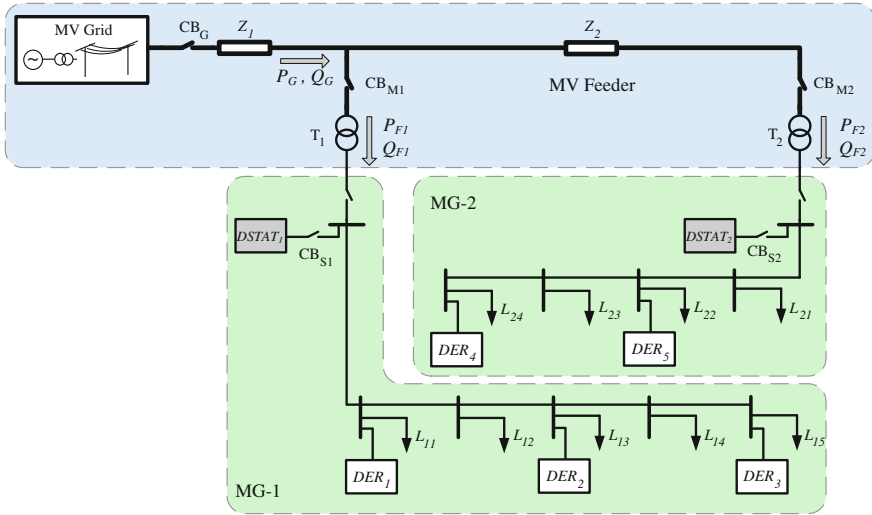 MV Grid
CB_G
Z_1
Z_2
P_G , Q_G
CB_M1
MV Feeder
CB_M2
T_1
P_F1
Q_F1
T_2
P_F2
Q_F2
MG-2
DSTAT_1
CB_S1
DSTAT_2
CB_S2
L_24
L_23
L_22
L_21
DER_4
DER_5
L_11
L_12
L_13
L_14
L_15
DER_1
DER_2
DER_3
MG-1